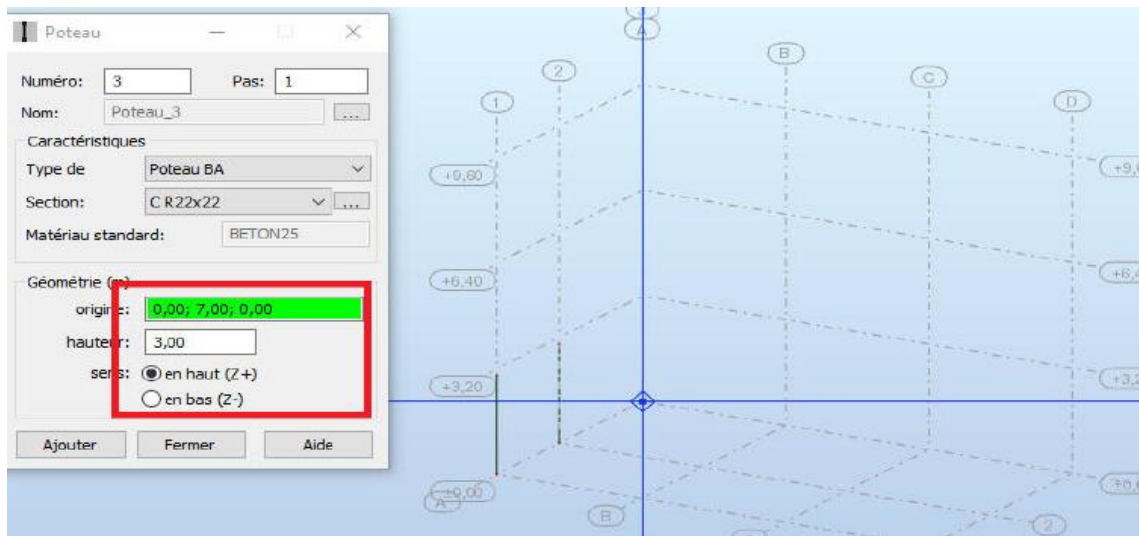 Poteau
Numéro: 3 Pas: 1
Nom: Poteau_3 ...
Caractéristiques
Type de Poteau BA
Section: C R22x22 ...
Matériau standard: BETON25
Géométrie (m)
origine: 0,00; 7,00; 0,00
hauteur: 3,00
sens: en haut (Z+)
en bas (Z-)
Ajouter Fermer Aide
A
B
2
C
1
D
+9,60
+6,40
+3,20
A
B
2